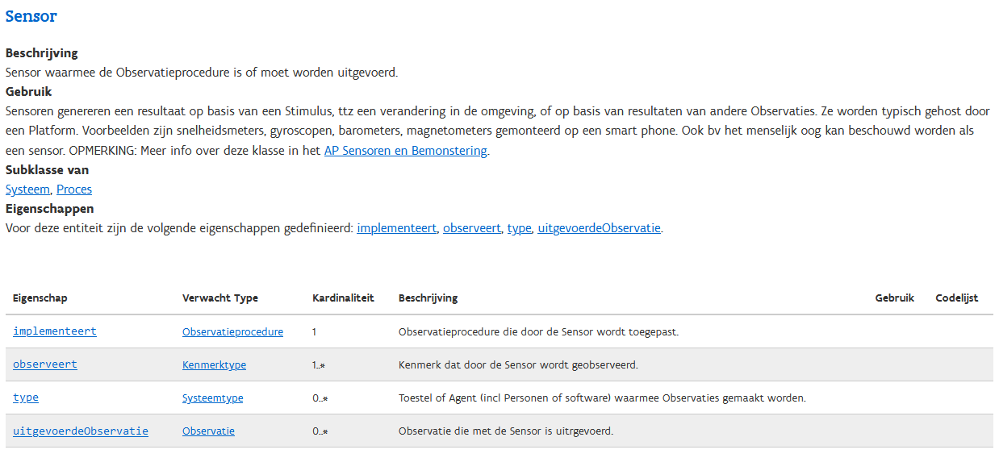 Sensor
Beschrijving
Sensor waarmee de Observatieprocedure is of moet worden uitgevoerd.
Gebruik
Sensoren genereren een resultaat op basis van een Stimulus, ttz een verandering in de omgeving, of op basis van resultaten van andere Observaties. Ze worden typisch gehost door
een Platform. Voorbeelden zijn snelheidsmeters, gyroscopen, barometers, magnetometers gemonteerd op een smart phone. Ook bv het menselijk oog kan beschouwd worden als
een sensor. OPMERKING: Meer info over deze klasse in het AP Sensoren en Bemonstering.
Subklasse van
Systeem, Proces
Eigenschappen
Voor deze entiteit zijn de volgende eigenschappen gedefinieerd: implementeert, observeert, type, uitgevoerdeObservatie.
Eigenschap Verwacht Type Kardinaliteit Beschrijving Gebruik Codelijst
implementeert Observatieprocedure 1 Observatieprocedure die door de Sensor wordt toegepast.
observeert Kenmerktype 1..* Kenmerk dat door de Sensor wordt geobserveerd.
type Systeemtype 0..* Toestel of Agent (incl Personen of software) waarmee Observaties gemaakt worden.
uitgevoerdeObservatie Observatie 0..* Observatie die met de Sensor is uitrgevoerd.